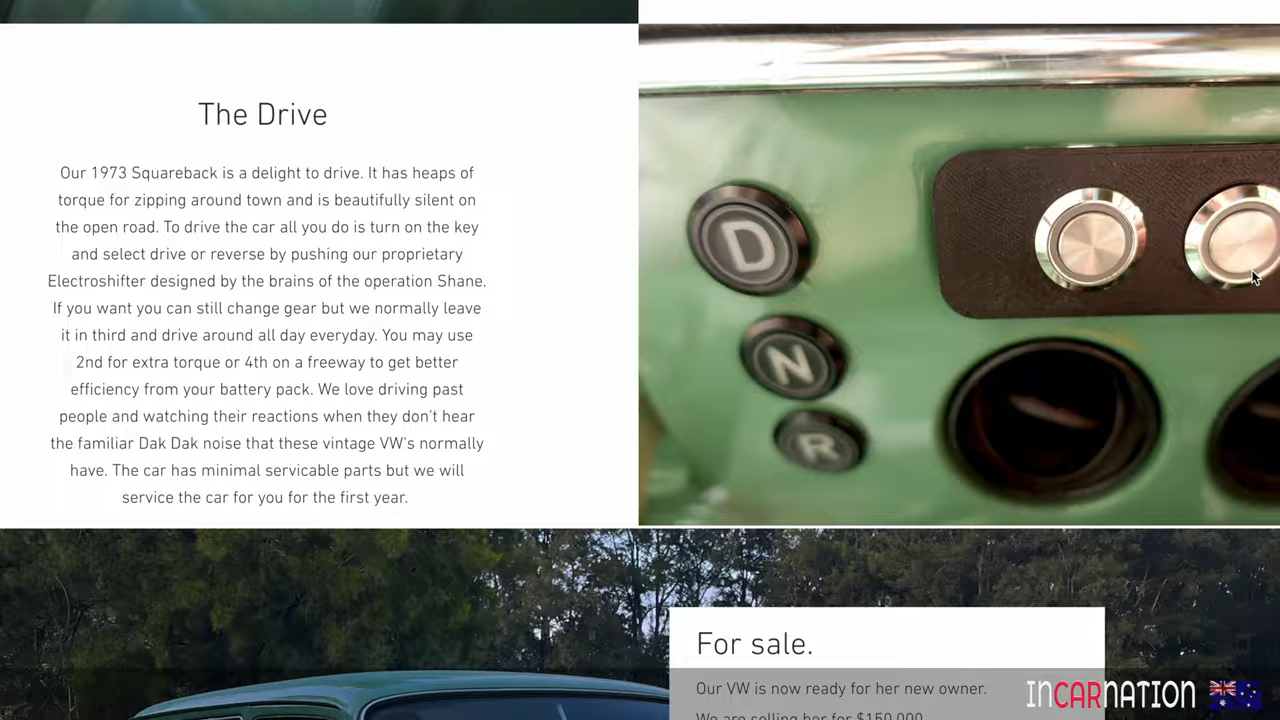 The Drive
Our 1973 Squareback is a delight to drive. It has heaps of
torque for zipping around town and is beautifully silent on
the open road. To drive the car all you do is turn on the key
and select drive or reverse by pushing our proprietary
Electroshifter designed by the brains of the operation Shane.
If you want you can still change gear but we normally leave
it in third and drive around all day everyday. You may use
2nd for extra torque or 4th on a freeway to get better
efficiency from your battery pack. We love driving past
people and watching their reactions when they don't hear
the familiar Dak Dak noise that these vintage VW's normally
have. The car has minimal servicable parts but we will
service the car for you for the first year.
D
N
R
For sale.
Our VW is now ready for her new owner.
We are selling her for $150,000
INCARNATION